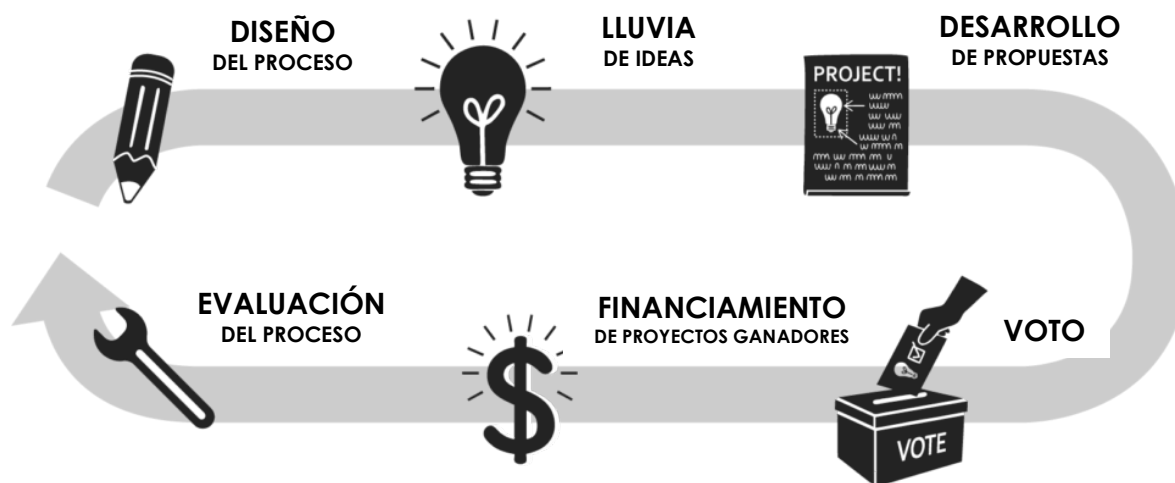 DISEÑO
DEL PROCESO
LLUVIA
DE IDEAS
DESARROLLO
DE PROPUESTAS
PROJECT!
EVALUACIÓN
DEL PROCESO
FINANCIAMIENTO
DE PROYECTOS GANADORES
VOTO
VOTE